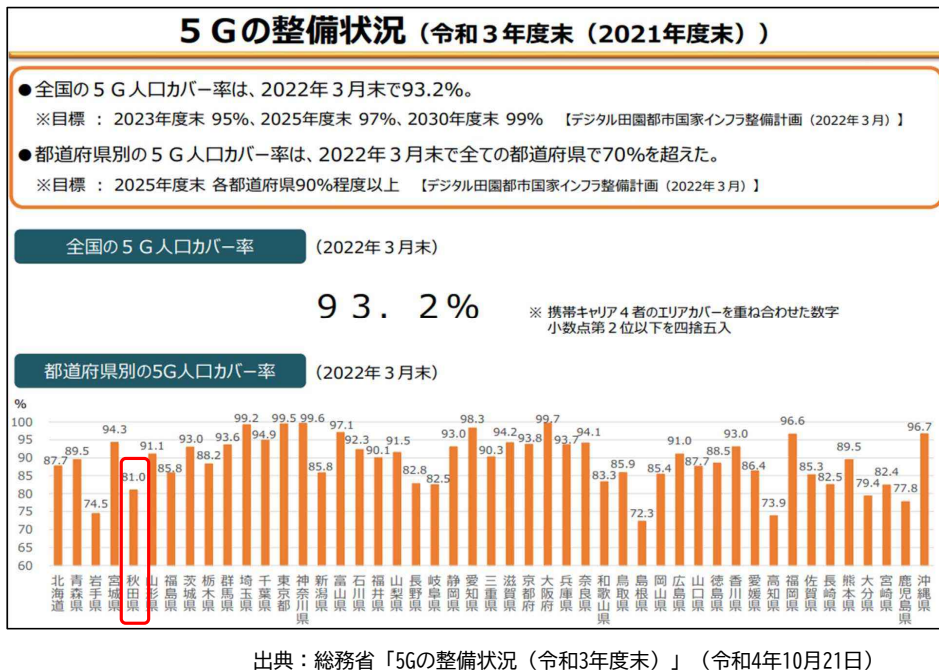 ５Ｇの整備状況（令和３年度末（2021年度末））
●全国の５Ｇ人口カバー率は、2022年３月末で93.2%。
※目標 ： 2023年度末 95%、2025年度末 97%、2030年度末 99% 【デジタル田園都市国家インフラ整備計画（2022年３月）】
●都道府県別の５Ｇ人口カバー率は、2022年３月末で全ての都道府県で70%を超えた。
※目標 ： 2025年度末 各都道府県90%程度以上 【デジタル田園都市国家インフラ整備計画（2022年３月）】
全国の５Ｇ人口カバー率 （2022年３月末）
９３．２%
※ 携帯キャリア４者のエリアカバーを重ね合わせた数字
小数点第２位以下を四捨五入
都道府県別の5G人口カバー率 （2022年３月末）
%
100
95
90
85
80
75
70
65
60
87.7 89.5 74.5 94.3 81.0 91.1 85.8 93.0 88.2 93.6 99.2 94.9 99.5 99.6 85.8 97.1 92.3 90.1 91.5 82.8 82.5 93.0 98.3 90.3 94.2 93.8 99.7 93.7 94.1 83.3 85.9 72.3 85.4 91.0 87.7 88.5 93.0 86.4 73.9 96.6 85.3 82.5 89.5 79.4 82.4 77.8 96.7
北海道 青森県 岩手県 宮城県 秋田県 山形県 福島県 茨城県 栃木県 群馬県 埼玉県 千葉県 東京都 神奈川県 新潟県 富山県 石川県 福井県 山梨県 長野県 岐阜県 静岡県 愛知県 三重県 滋賀県 京都府 大阪府 兵庫県 奈良県 和歌山県 鳥取県 島根県 岡山県 広島県 山口県 徳島県 香川県 愛媛県 高知県 福岡県 佐賀県 長崎県 熊本県 大分県 宮崎県 鹿児島県 沖縄県
出典：総務省「5Gの整備状況（令和3年度末）」（令和4年10月21日）